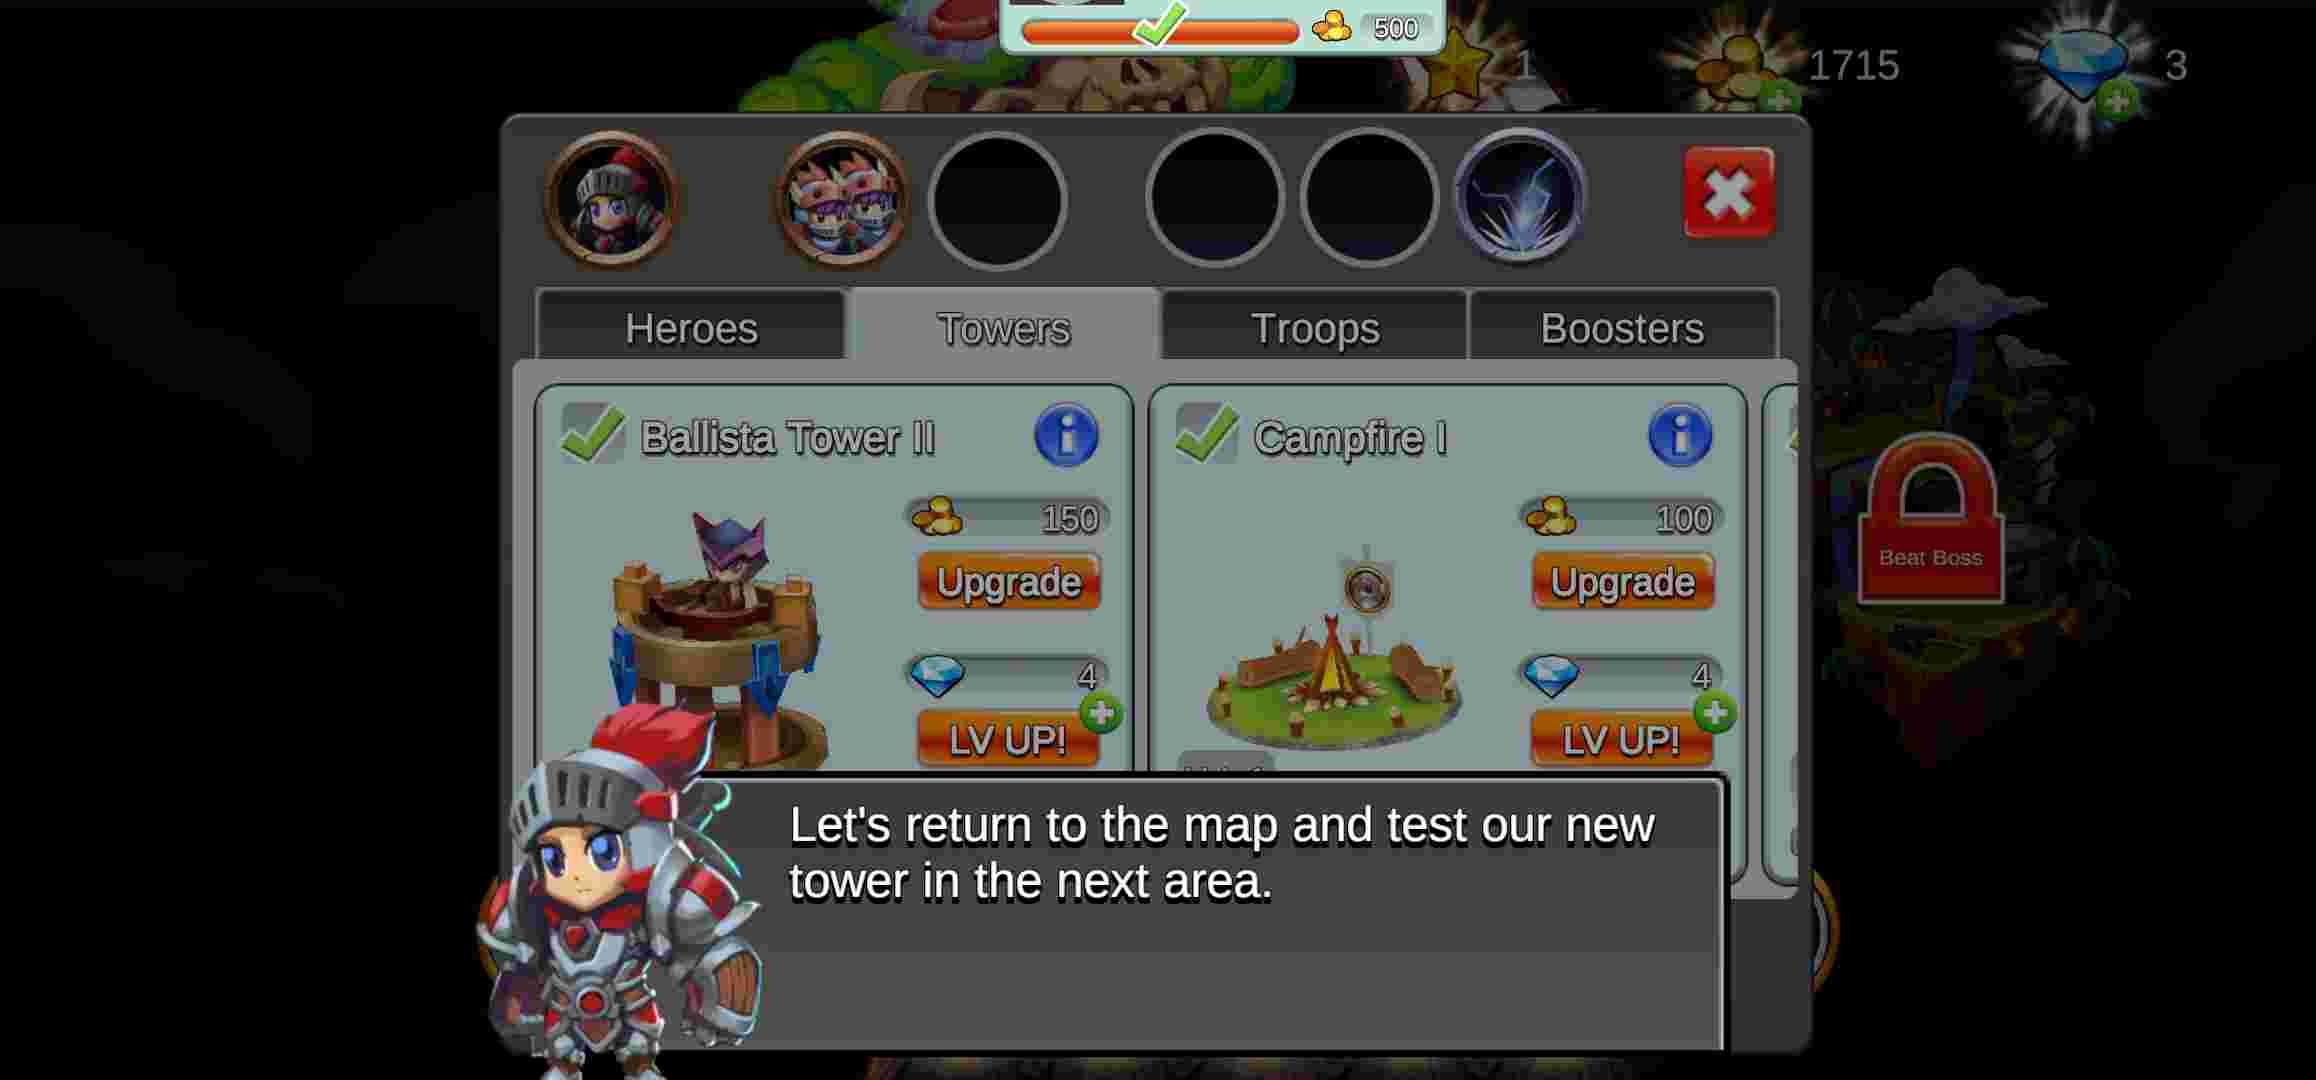 500
1
1715
3
Heroes
Towers
Troops
Boosters
Ballista Tower II
Campfire I
150
100
Upgrade
Upgrade
Beat Boss
4
4
LV UP!
LV UP!
Let's return to the map and test our new
tower in the next area.